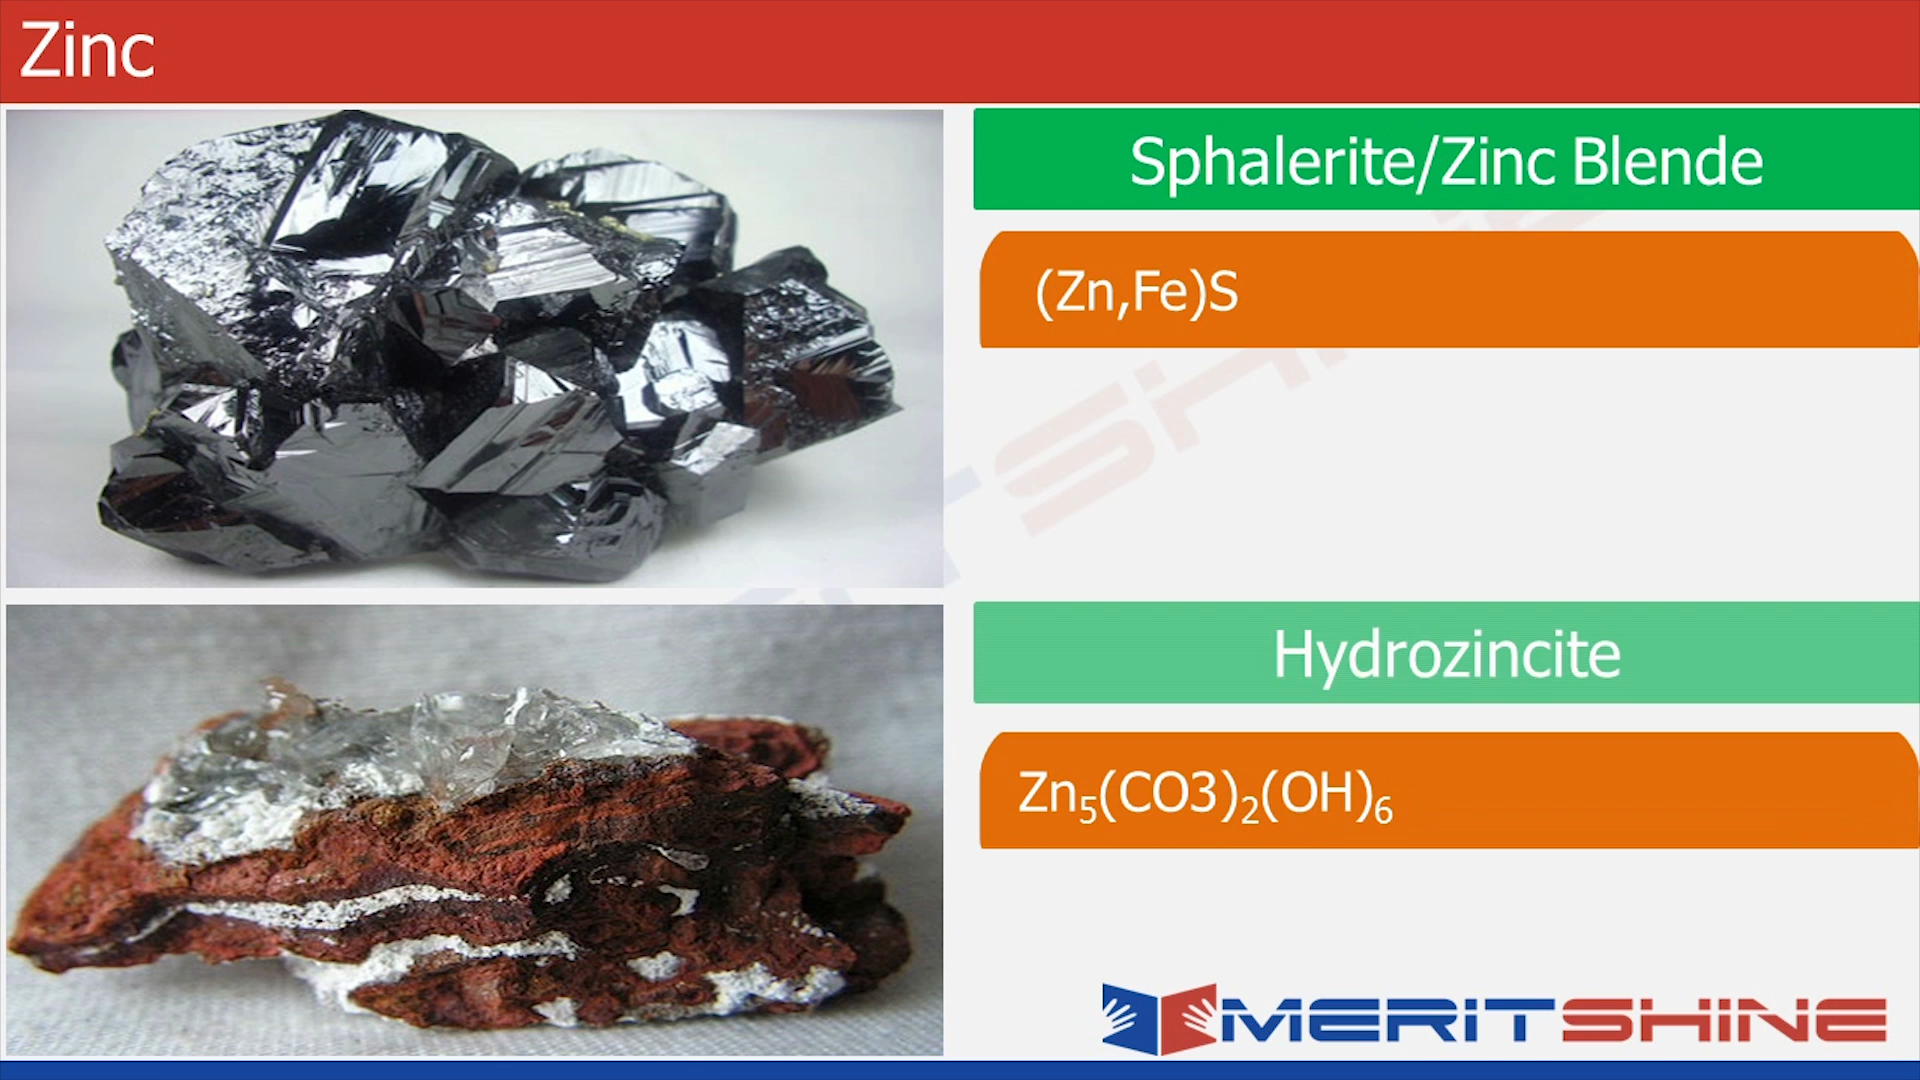 Zinc
Sphalerite/Zinc Blende
(Zn,Fe)S
Hydrozincite
Zn₅(CO3)₂(OH)₆
MERITSHINE